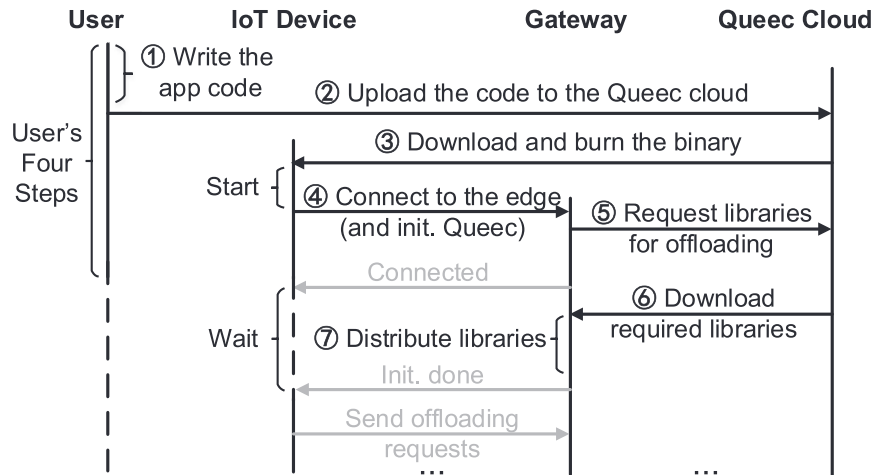 User IoT Device Gateway Queec Cloud
① Write the
app code
② Upload the code to the Queec cloud
User's
Four
Steps
③ Download and burn the binary
Start
④ Connect to the edge
(and init. Queec)
⑤ Request libraries
for offloading
Connected
⑥ Download
required libraries
Wait
⑦ Distribute libraries
Init. done
Send offloading
requests
... ...